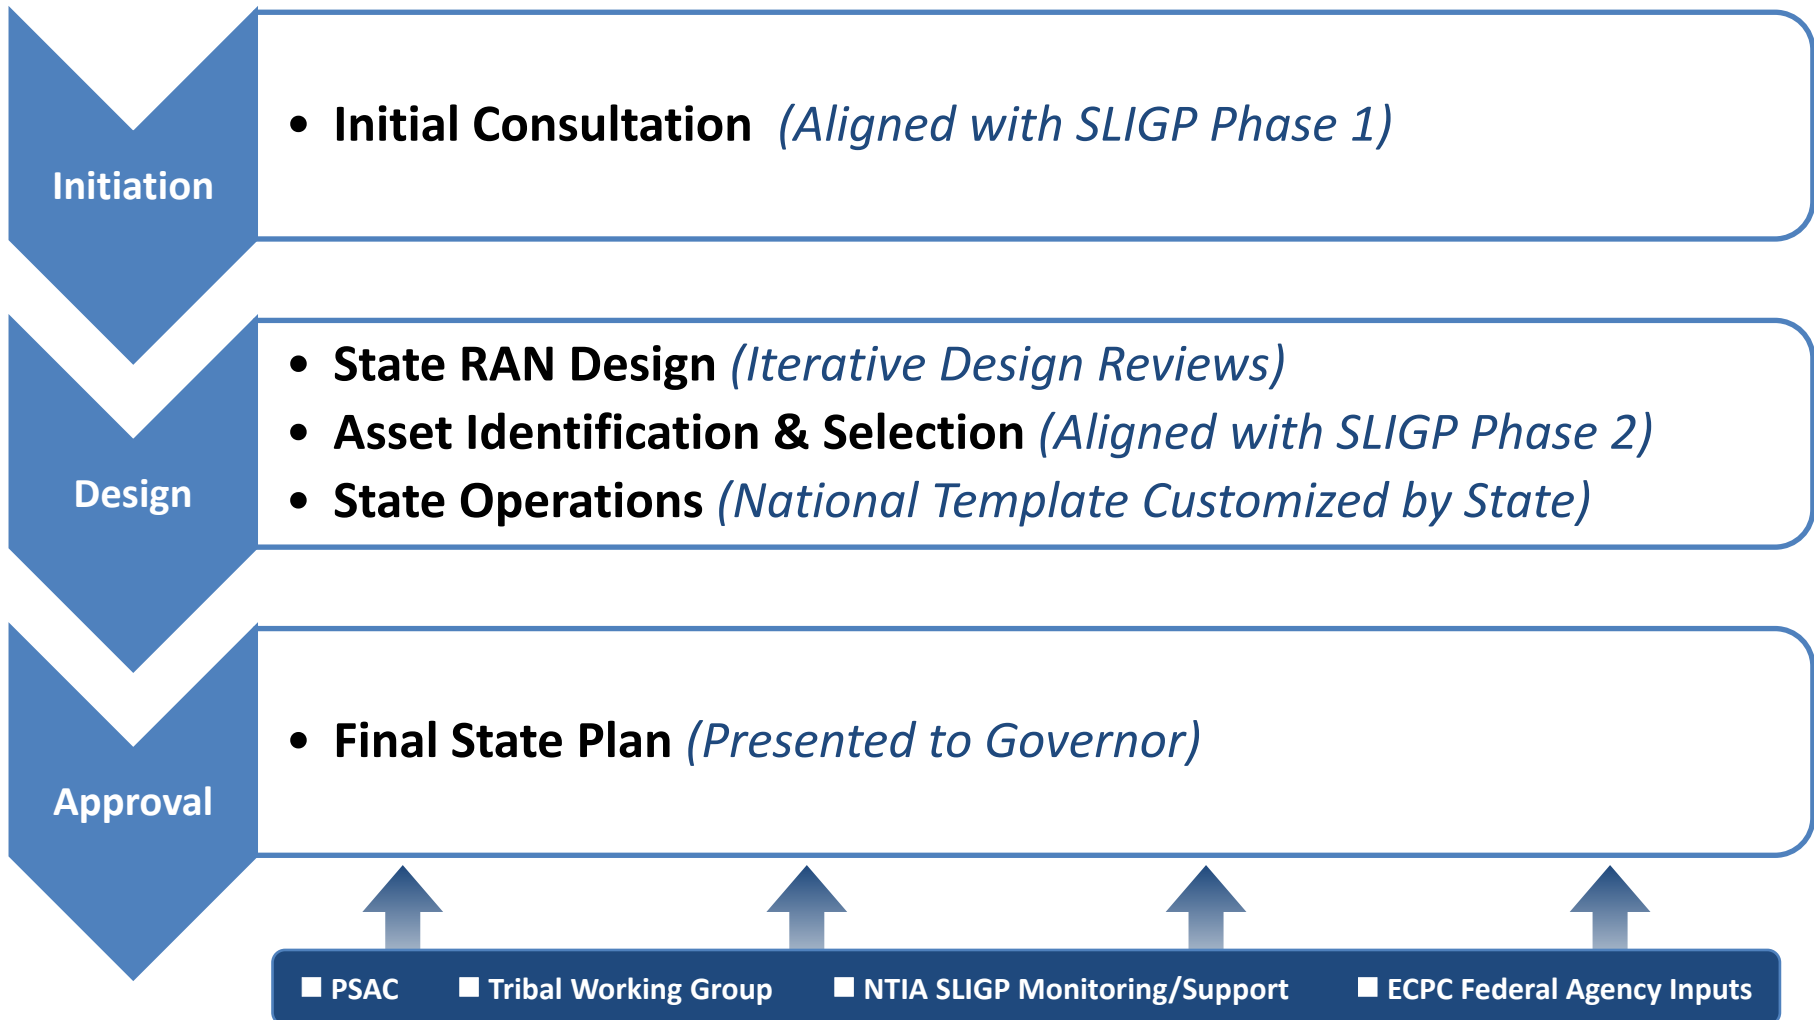 Initiation
• Initial Consultation (Aligned with SLIGP Phase 1)
Design
• State RAN Design (Iterative Design Reviews)
• Asset Identification & Selection (Aligned with SLIGP Phase 2)
• State Operations (National Template Customized by State)
Approval
• Final State Plan (Presented to Governor)
■ PSAC ■ Tribal Working Group ■ NTIA SLIGP Monitoring/Support ■ ECPC Federal Agency Inputs